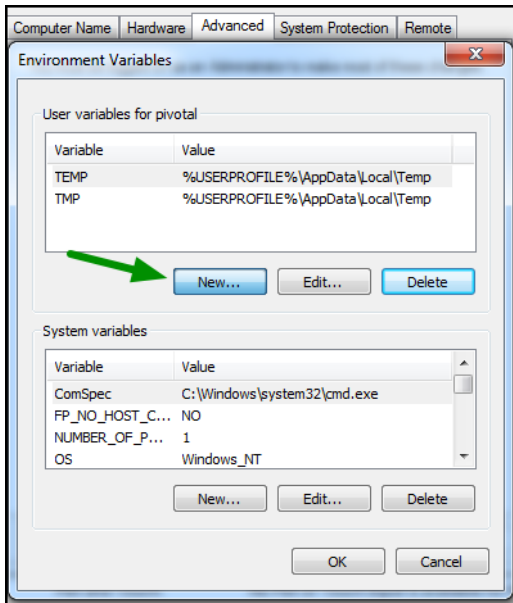 Computer Name Hardware Advanced System Protection Remote
Environment Variables
User variables for pivotal
Variable Value
TEMP %USERPROFILE%\AppData\Local\Temp
TMP %USERPROFILE%\AppData\Local\Temp
New... Edit... Delete
System variables
Variable Value
ComSpec C:\Windows\system32\cmd.exe
FP_NO_HOST_C... NO
NUMBER_OF_P... 1
OS Windows_NT
New... Edit... Delete
OK Cancel